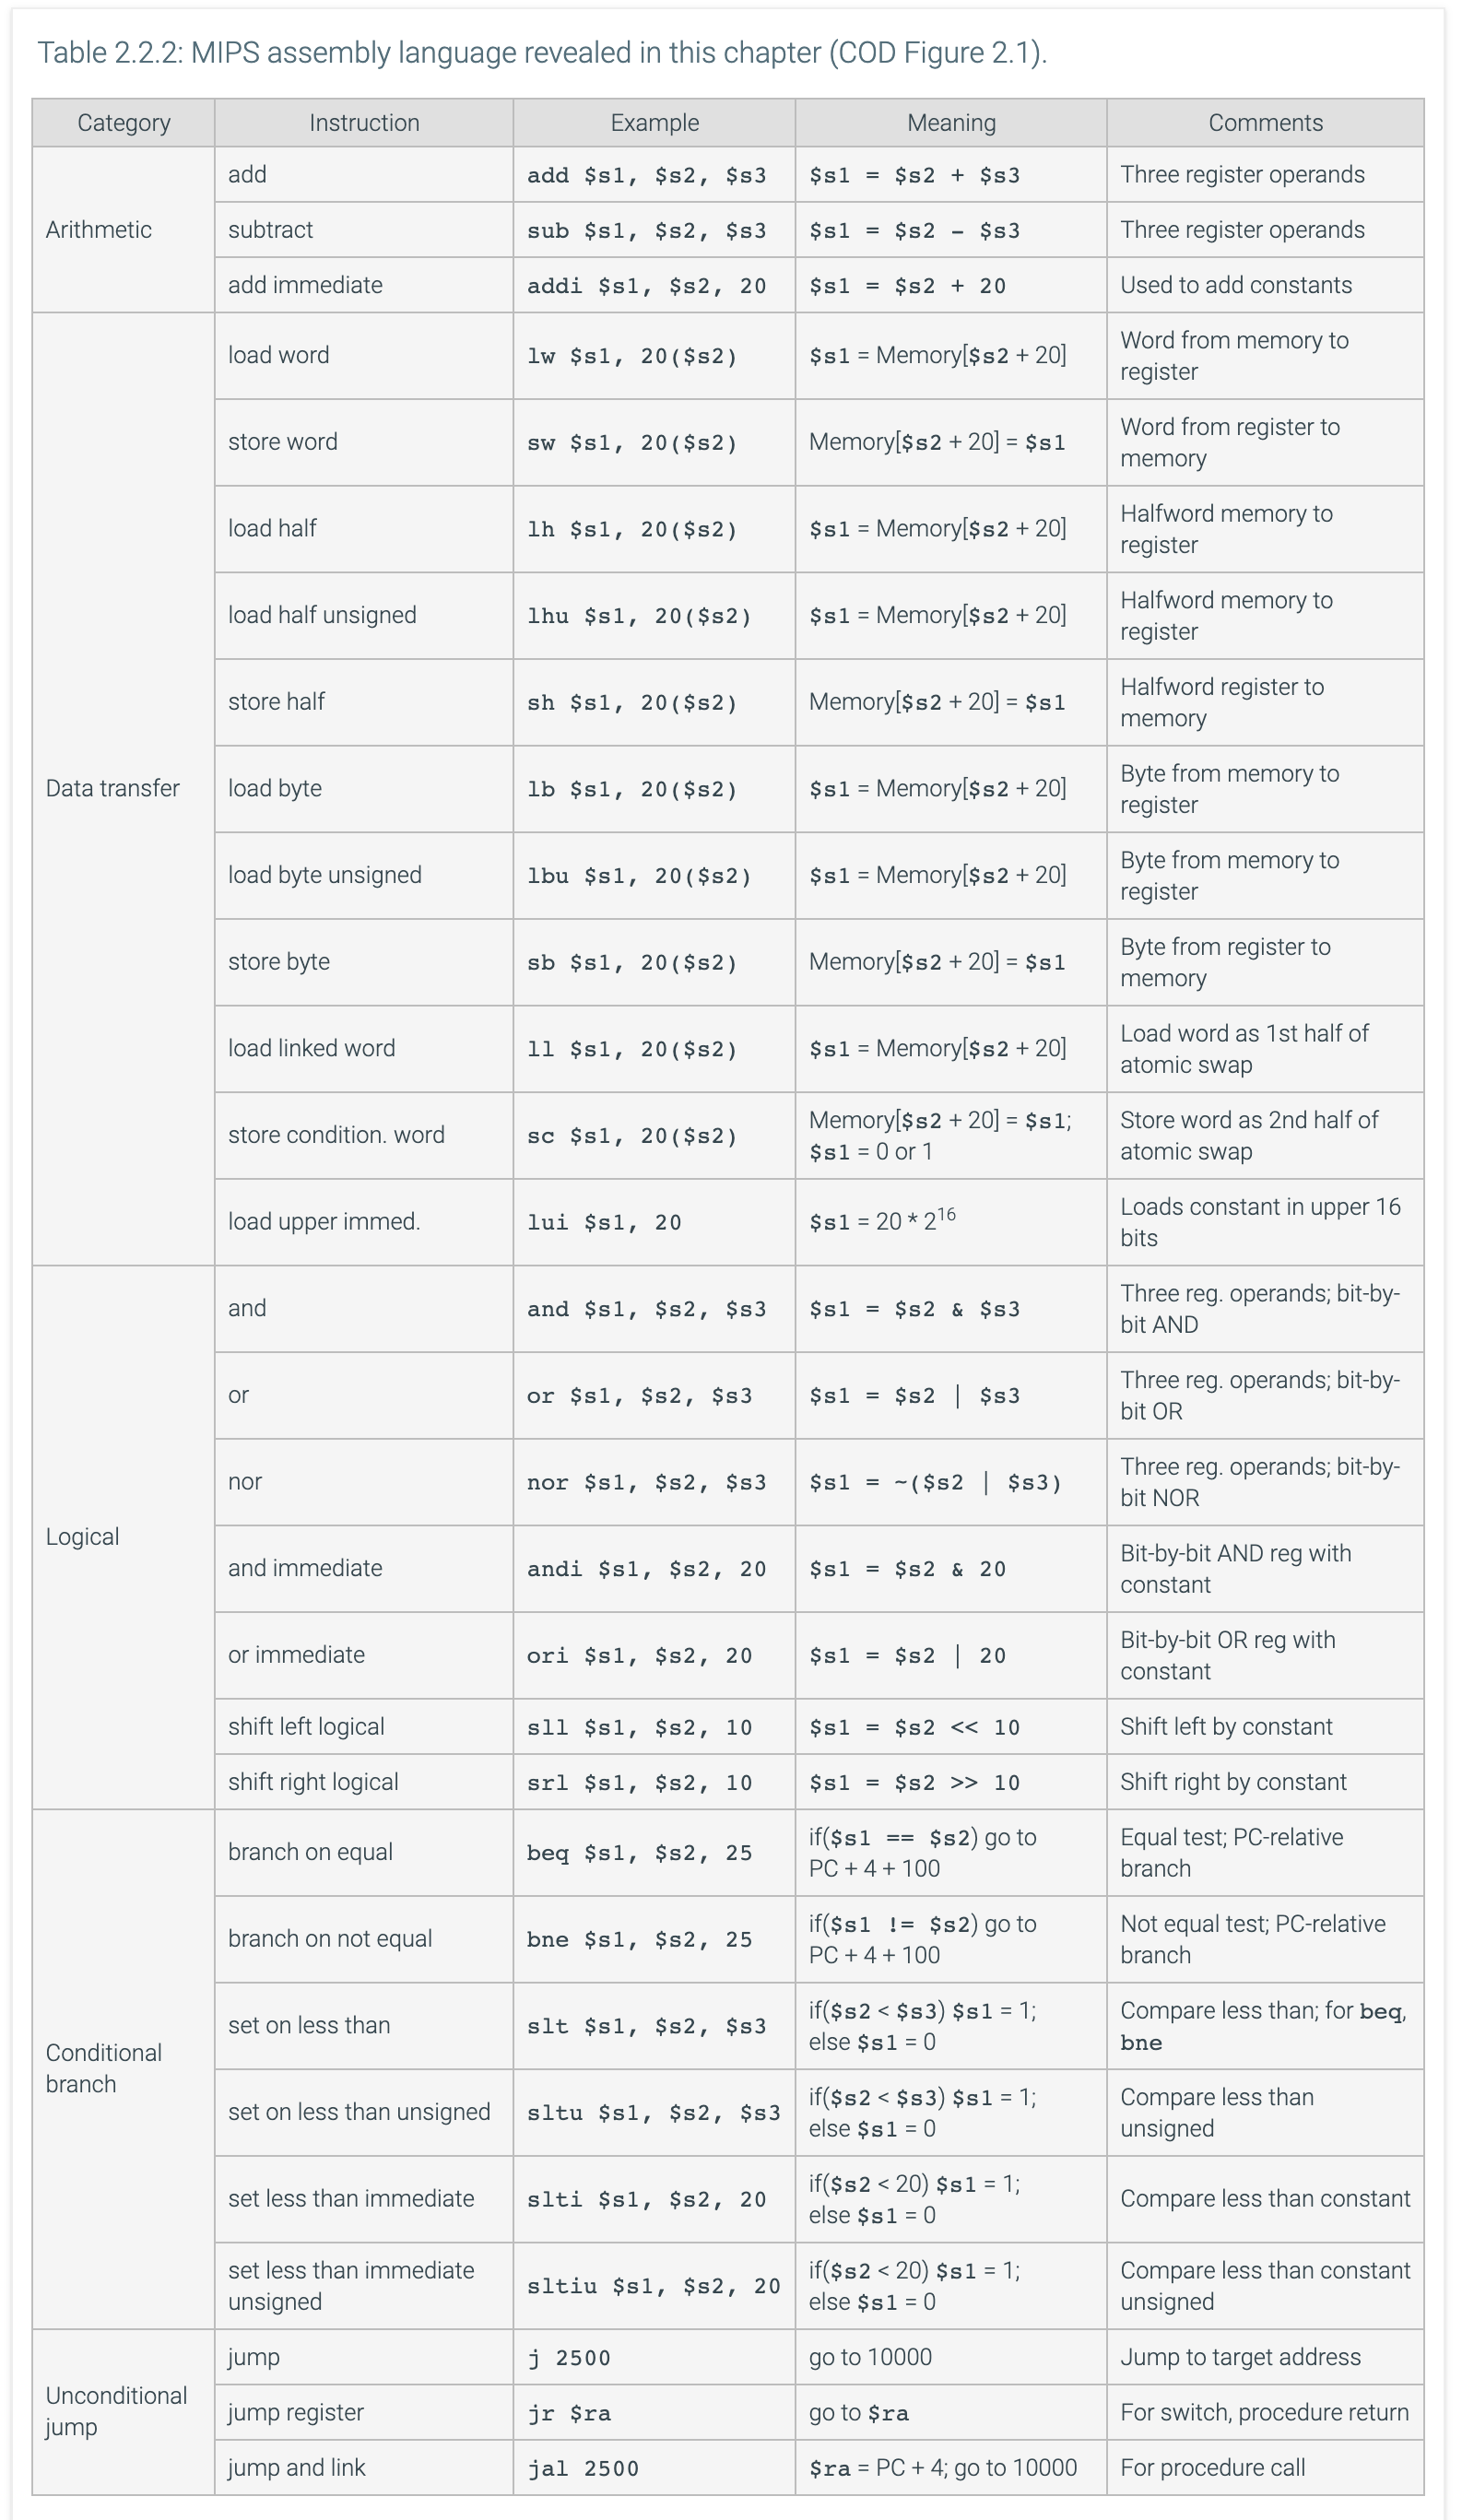 Table 2.2.2: MIPS assembly language revealed in this chapter (COD Figure 2.1).
Category Instruction Example Meaning Comments
Arithmetic
add add $s1, $s2, $s3 $s1 = $s2 + $s3 Three register operands
subtract sub $s1, $s2, $s3 $s1 = $s2 - $s3 Three register operands
add immediate addi $s1, $s2, 20 $s1 = $s2 + 20 Used to add constants
Data transfer
load word lw $s1, 20($s2) $s1 = Memory[$s2 + 20] Word from memory to
register
store word sw $s1, 20($s2) Memory[$s2 + 20] = $s1 Word from register to
memory
load half lh $s1, 20($s2) $s1 = Memory[$s2 + 20] Halfword memory to
register
load half unsigned lhu $s1, 20($s2) $s1 = Memory[$s2 + 20] Halfword memory to
register
store half sh $s1, 20($s2) Memory[$s2 + 20] = $s1 Halfword register to
memory
load byte lb $s1, 20($s2) $s1 = Memory[$s2 + 20] Byte from memory to
register
load byte unsigned lbu $s1, 20($s2) $s1 = Memory[$s2 + 20] Byte from memory to
register
store byte sb $s1, 20($s2) Memory[$s2 + 20] = $s1 Byte from register to
memory
load linked word ll $s1, 20($s2) $s1 = Memory[$s2 + 20] Load word as 1st half of
atomic swap
store condition. word sc $s1, 20($s2) Memory[$s2 + 20] = $s1; Store word as 2nd half of
$s1 = 0 or 1 atomic swap
load upper immed. lui $s1, 20 $s1 = 20 * 2^16 Loads constant in upper 16
bits
Logical
and and $s1, $s2, $s3 $s1 = $s2 & $s3 Three reg. operands; bit-by-
bit AND
or or $s1, $s2, $s3 $s1 = $s2 | $s3 Three reg. operands; bit-by-
bit OR
nor nor $s1, $s2, $s3 $s1 = ~($s2 | $s3) Three reg. operands; bit-by-
bit NOR
and immediate andi $s1, $s2, 20 $s1 = $s2 & 20 Bit-by-bit AND reg with
constant
or immediate ori $s1, $s2, 20 $s1 = $s2 | 20 Bit-by-bit OR reg with
constant
shift left logical sll $s1, $s2, 10 $s1 = $s2 << 10 Shift left by constant
shift right logical srl $s1, $s2, 10 $s1 = $s2 >> 10 Shift right by constant
Conditional
branch
branch on equal beq $s1, $s2, 25 if($s1 == $s2) go to Equal test; PC-relative
PC + 4 + 100 branch
branch on not equal bne $s1, $s2, 25 if($s1 != $s2) go to Not equal test; PC-relative
PC + 4 + 100 branch
set on less than slt $s1, $s2, $s3 if($s2 < $s3) $s1 = 1; Compare less than; for beq,
else $s1 = 0 bne
set on less than unsigned sltu $s1, $s2, $s3 if($s2 < $s3) $s1 = 1; Compare less than
else $s1 = 0 unsigned
set less than immediate slti $s1, $s2, 20 if($s2 < 20) $s1 = 1; Compare less than constant
else $s1 = 0
set less than immediate sltiu $s1, $s2, 20 if($s2 < 20) $s1 = 1; Compare less than constant
unsigned else $s1 = 0 unsigned
Unconditional
jump
jump j 2500 go to 10000 Jump to target address
jump register jr $ra go to $ra For switch, procedure return
jump and link jal 2500 $ra = PC + 4; go to 10000 For procedure call